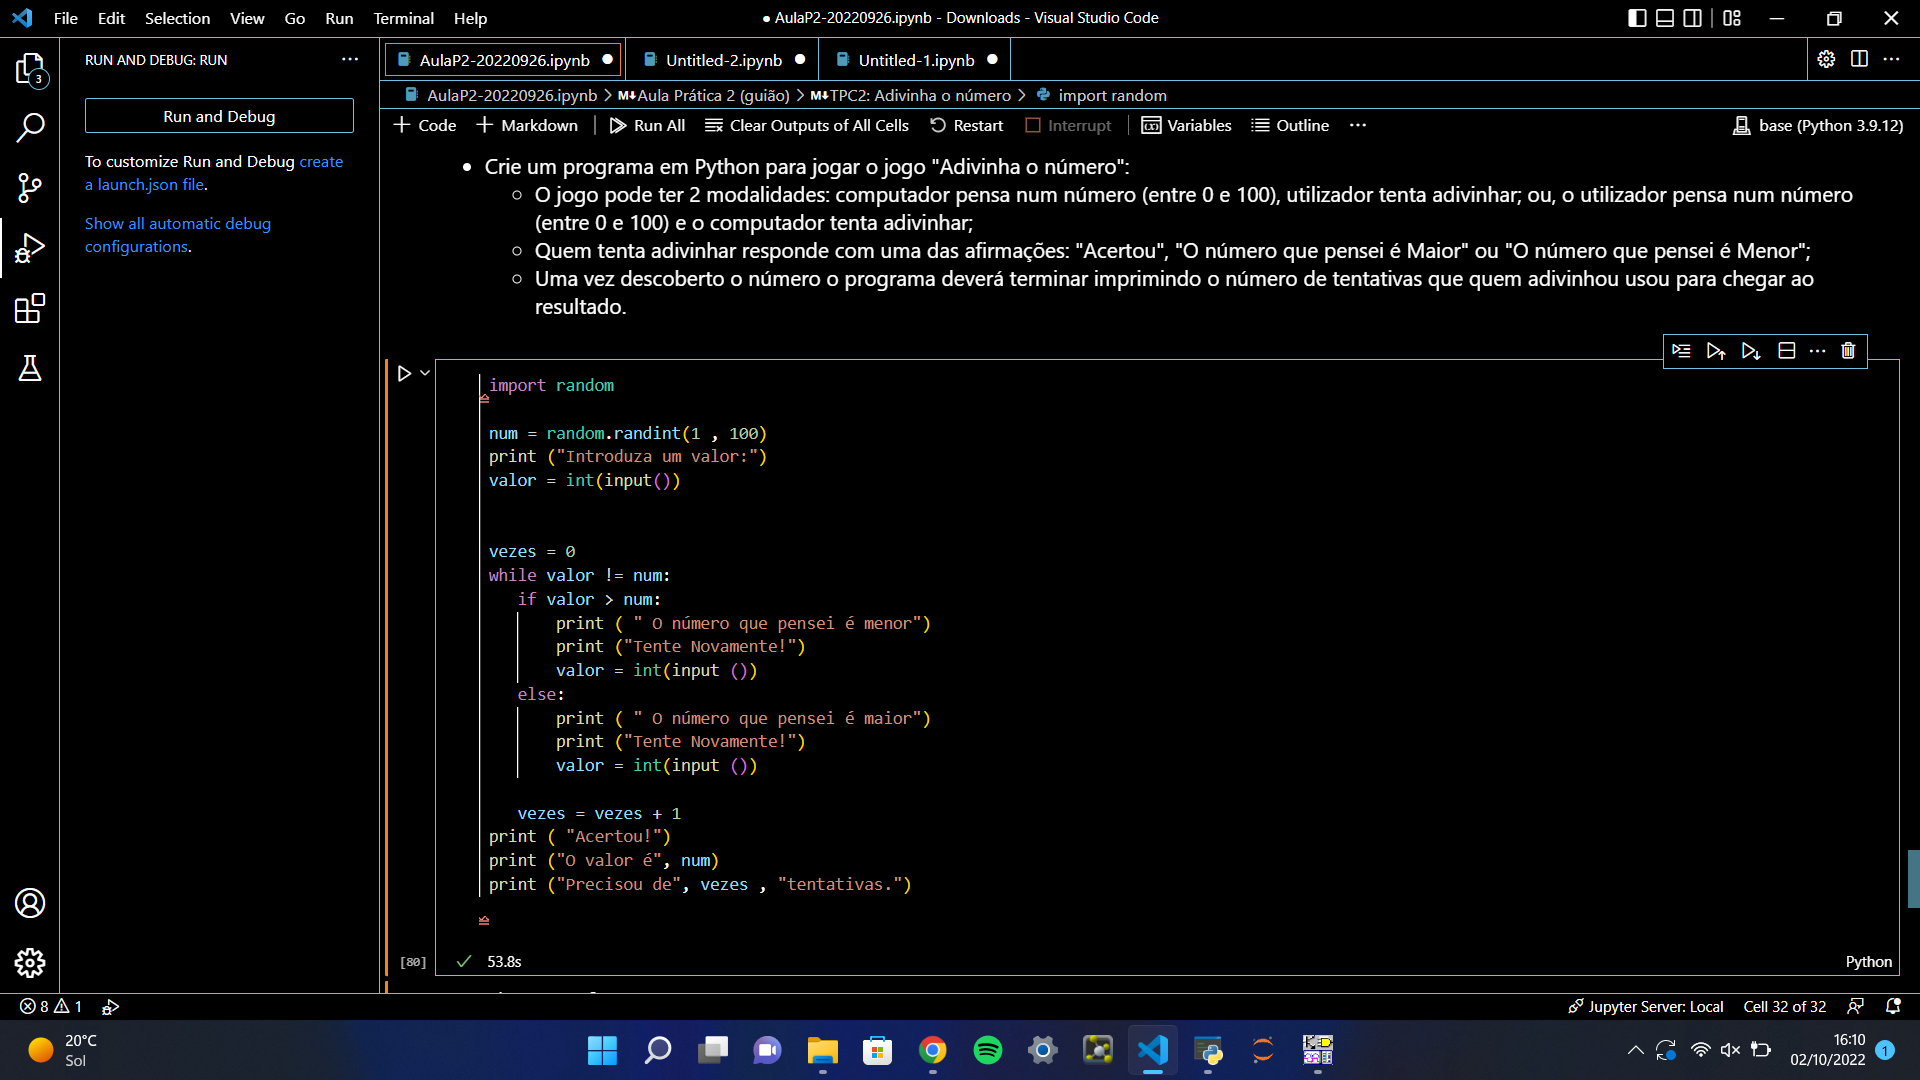 File Edit Selection View Go Run Terminal Help
● AulaP2-20220926.ipynb - Downloads - Visual Studio Code
RUN AND DEBUG: RUN ···
AulaP2-20220926.ipynb ● Untitled-2.ipynb ● Untitled-1.ipynb ●
3
AulaP2-20220926.ipynb > M↓Aula Prática 2 (guião) > M↓TPC2: Adivinha o número > import random
Run and Debug
+ Code + Markdown | Run All Clear Outputs of All Cells Restart Interrupt | Variables Outline ···
base (Python 3.9.12)
To customize Run and Debug create
a launch.json file.
Show all automatic debug
configurations.
• Crie um programa em Python para jogar o jogo "Adivinha o número":
○ O jogo pode ter 2 modalidades: computador pensa num número (entre 0 e 100), utilizador tenta adivinhar; ou, o utilizador pensa num número
(entre 0 e 100) e o computador tenta adivinhar;
○ Quem tenta adivinhar responde com uma das afirmações: "Acertou", "O número que pensei é Maior" ou "O número que pensei é Menor";
○ Uma vez descoberto o número o programa deverá terminar imprimindo o número de tentativas que quem adivinhou usou para chegar ao
resultado.
import random
num = random.randint(1 , 100)
print ("Introduza um valor:")
valor = int(input())
vezes = 0
while valor != num:
if valor > num:
print ( " O número que pensei é menor")
print ("Tente Novamente!")
valor = int(input ())
else:
print ( " O número que pensei é maior")
print ("Tente Novamente!")
valor = int(input ())
vezes = vezes + 1
print ( "Acertou!")
print ("O valor é", num)
print ("Precisou de", vezes , "tentativas.")
[80] ✓ 53.8s
Python
8 1
Jupyter Server: Local Cell 32 of 32
20°C
Sol
16:10
02/10/2022
1